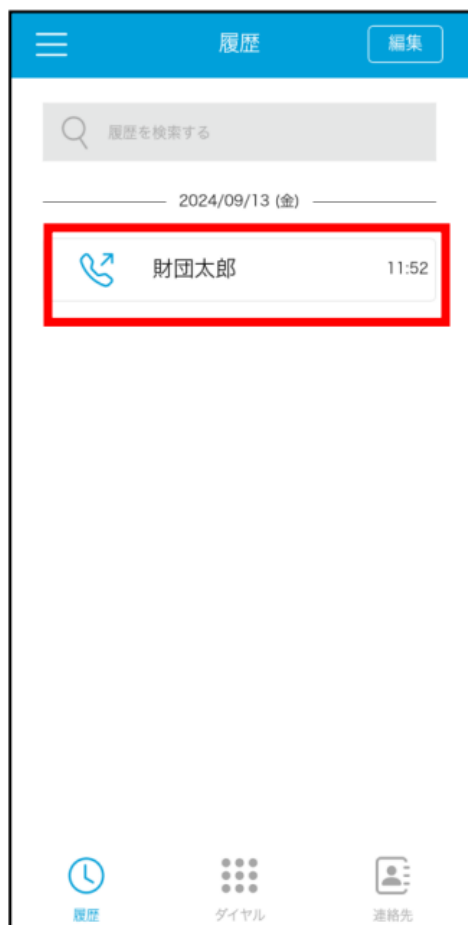 履歴 編集
履歴を検索する
2024/09/13 (金)
財団太郎 11:52
履歴 ダイヤル 連絡先